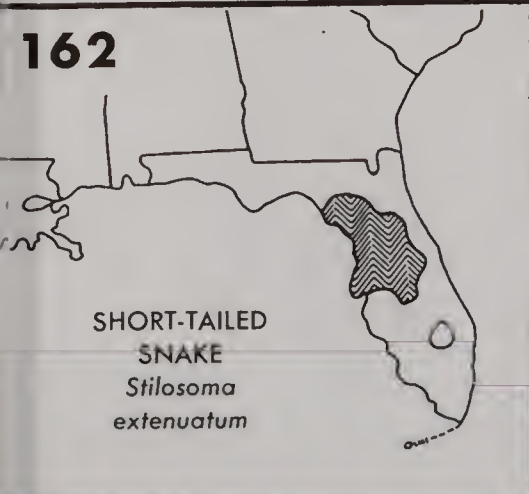 162
SHORT-TAILED
SNAKE
Stilosoma
extenuatum